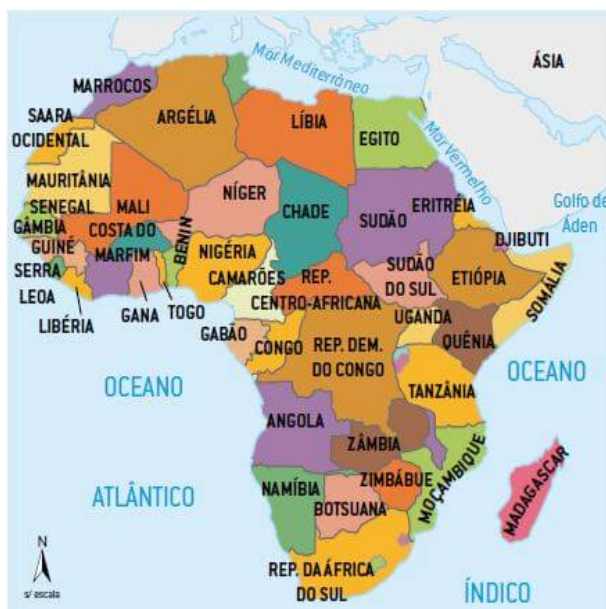 Mar Mediterrâneo
ÁSIA
MARROCOS
SAARA
OCIDENTAL
ARGÉLIA
LÍBIA
EGITO
Mar Vermelho
MAURITÂNIA
SENEGAL
GÂMBIA
GUINÉ
SERRA
LEOA
LIBÉRIA
MALI
COSTA DO
MARFIM
GANA
TOGO
BENIN
NÍGER
NIGÉRIA
CHADE
SUDÃO
ERITRÉIA
Golfo de
Áden
DJIBUTI
CAMARÕES
REP.
CENTRO-AFRICANA
SUDÃO
DO SUL
ETIÓPIA
SOMÁLIA
GABÃO
CONGO
REP. DEM.
DO CONGO
UGANDA
QUÊNIA
OCEANO
ATLÂNTICO
OCEANO
ÍNDICO
TANZÂNIA
ANGOLA
ZÂMBIA
MOÇAMBIQUE
MADAGASCAR
NAMÍBIA
ZIMBÁBUE
BOTSUANA
REP. DA ÁFRICA
DO SUL
N
s/ escala